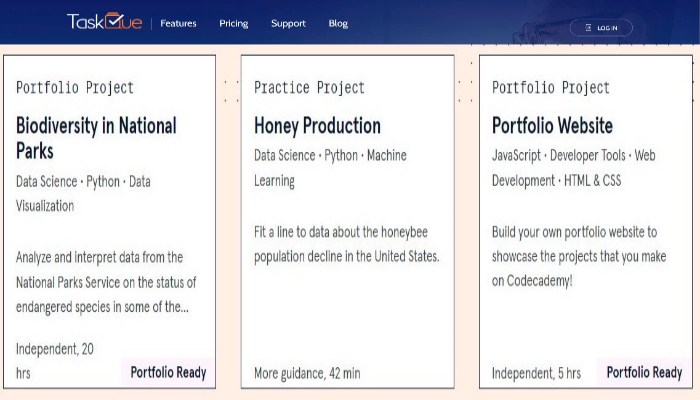 TaskQue
Features Pricing Support Blog
LOG IN
Portfolio Project
Biodiversity in National
Parks
Data Science • Python • Data
Visualization
Analyze and interpret data from the
National Parks Service on the status of
endangered species in some of the...
Independent, 20
hrs
Portfolio Ready
Practice Project
Honey Production
Data Science • Python • Machine
Learning
Fit a line to data about the honeybee
population decline in the United States.
More guidance, 42 min
Portfolio Project
Portfolio Website
JavaScript • Developer Tools • Web
Development • HTML & CSS
Build your own portfolio website to
showcase the projects that you make
on Codecademy!
Independent, 5 hrs
Portfolio Ready